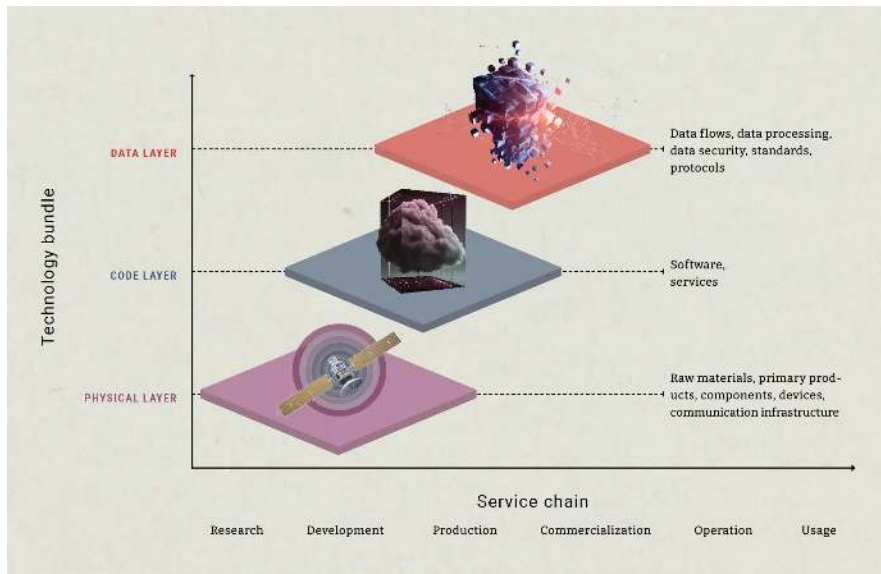 DATA LAYER
Data flows, data processing,
data security, standards,
protocols
Technology bundle
CODE LAYER
Software,
services
PHYSICAL LAYER
Raw materials, primary prod-
ucts, components, devices,
communication infrastructure
Service chain
Research Development Production Commercialization Operation Usage